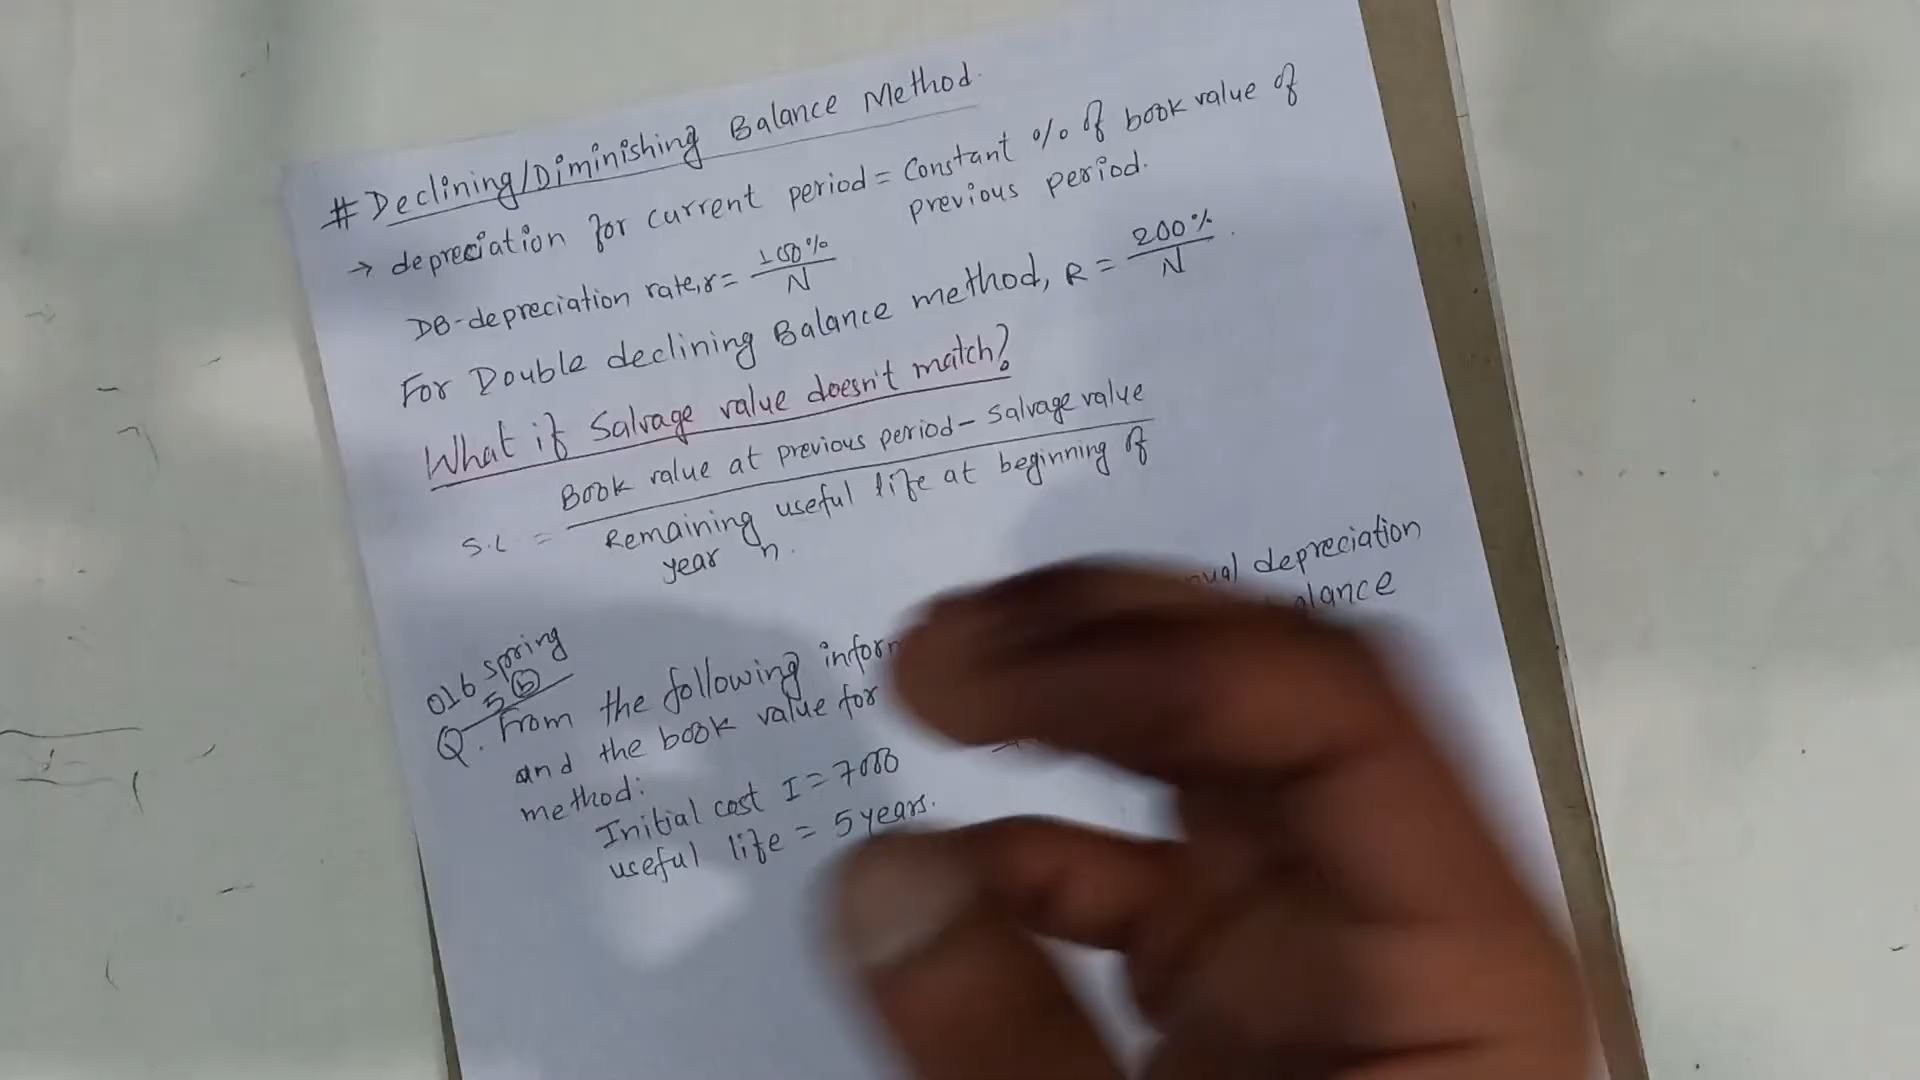 #Declining/Diminishing Balance Method
→ depreciation for current period = Constant % of book value of
previous period.
DB-depreciation rate, r = 100% / N
For Double declining Balance method, R = 200% / N
What if Salvage value doesn't match?
S.L = Book value at previous period - Salvage value
Remaining useful life at beginning of
year n.
016 spring
5 (b)
Q. From the following depreciation
and the book value for
method:
Initial cost I = 7000
useful life = 5 years.